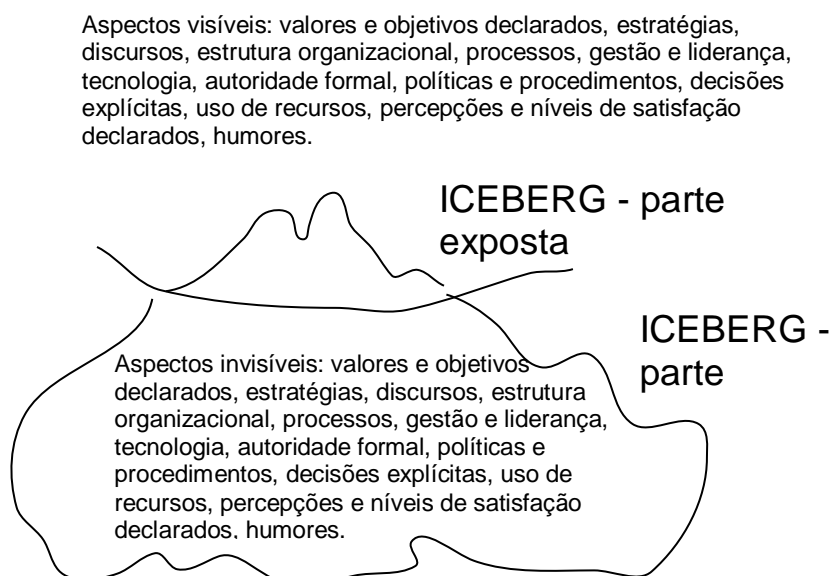 Aspectos visíveis: valores e objetivos declarados, estratégias,
discursos, estrutura organizacional, processos, gestão e liderança,
tecnologia, autoridade formal, políticas e procedimentos, decisões
explícitas, uso de recursos, percepções e níveis de satisfação
declarados, humores.
ICEBERG - parte
exposta
ICEBERG -
parte
Aspectos invisíveis: valores e objetivos
declarados, estratégias, discursos, estrutura
organizacional, processos, gestão e liderança,
tecnologia, autoridade formal, políticas e
procedimentos, decisões explícitas, uso de
recursos, percepções e níveis de satisfação
declarados, humores.